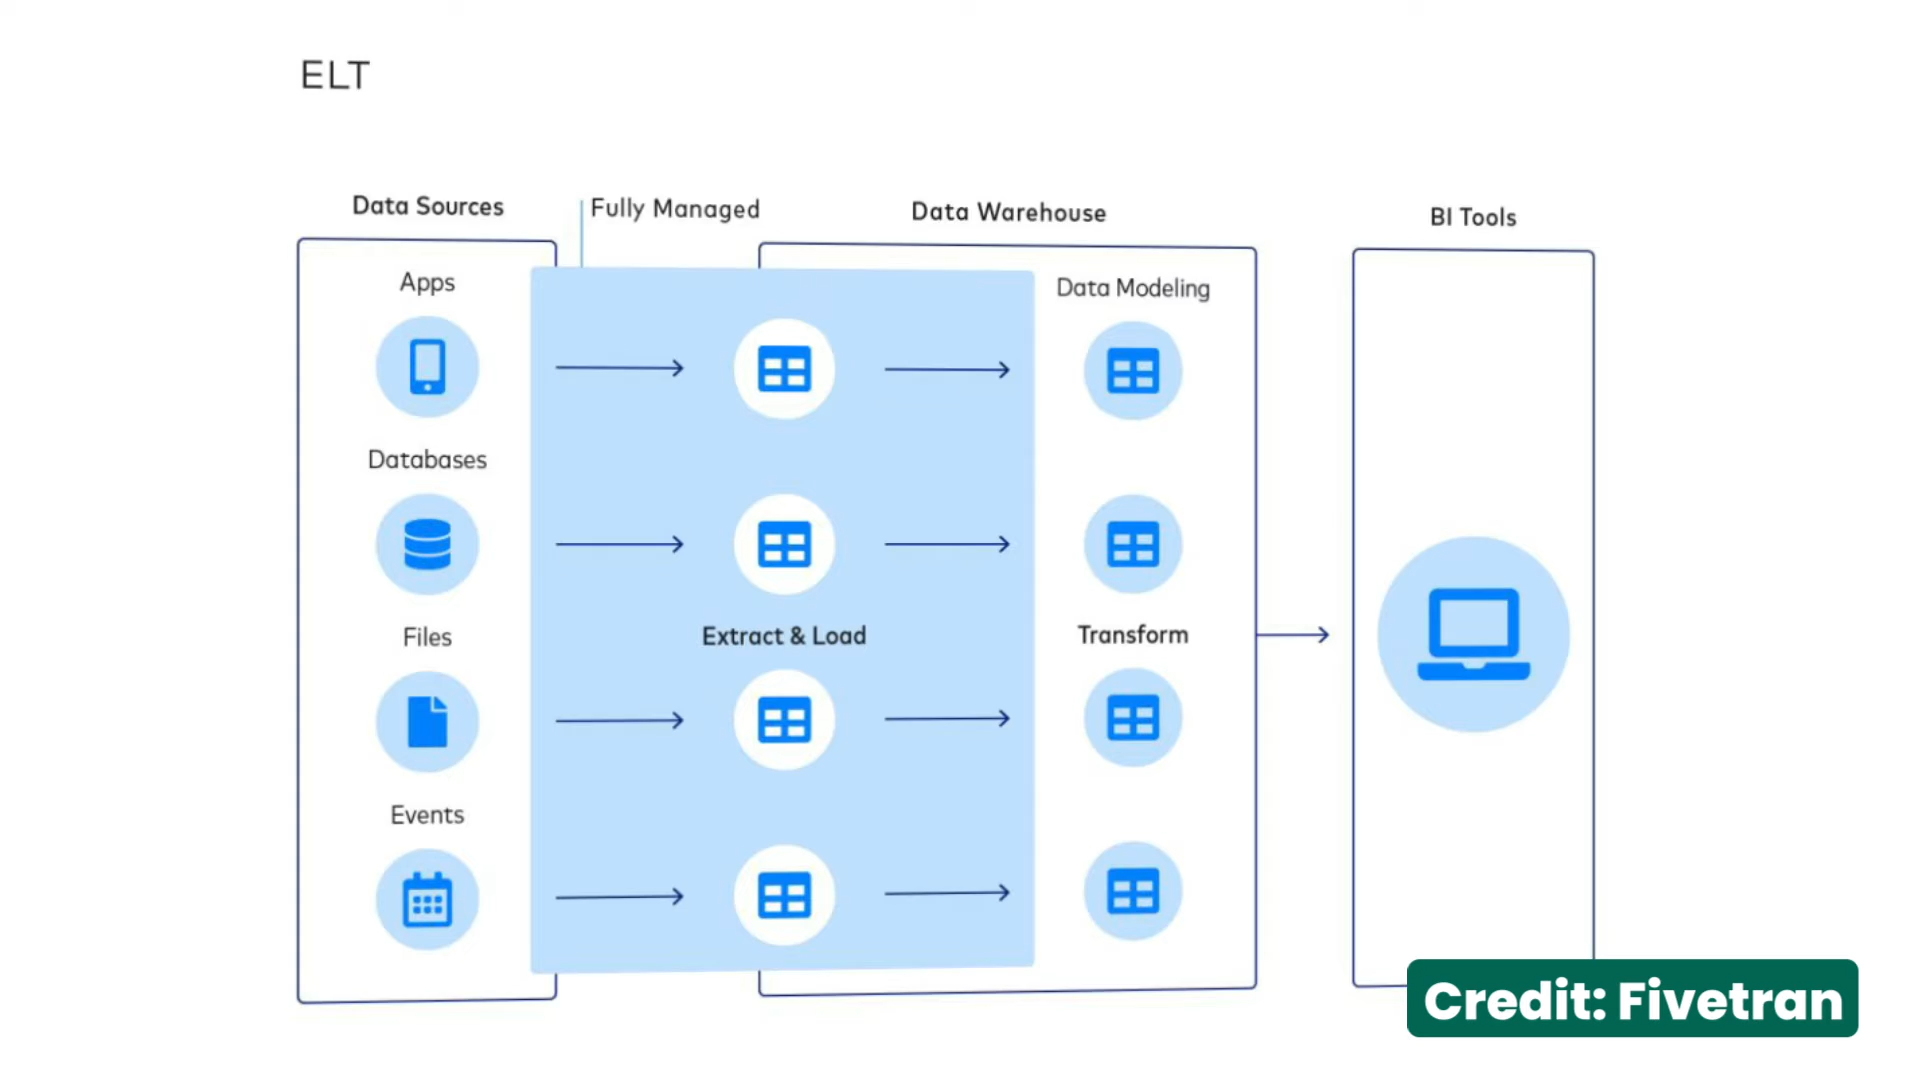 ELT
Data Sources
Fully Managed
Data Warehouse
BI Tools
Apps
Data Modeling
Databases
Files
Extract & Load
Transform
Events
Credit: Fivetran